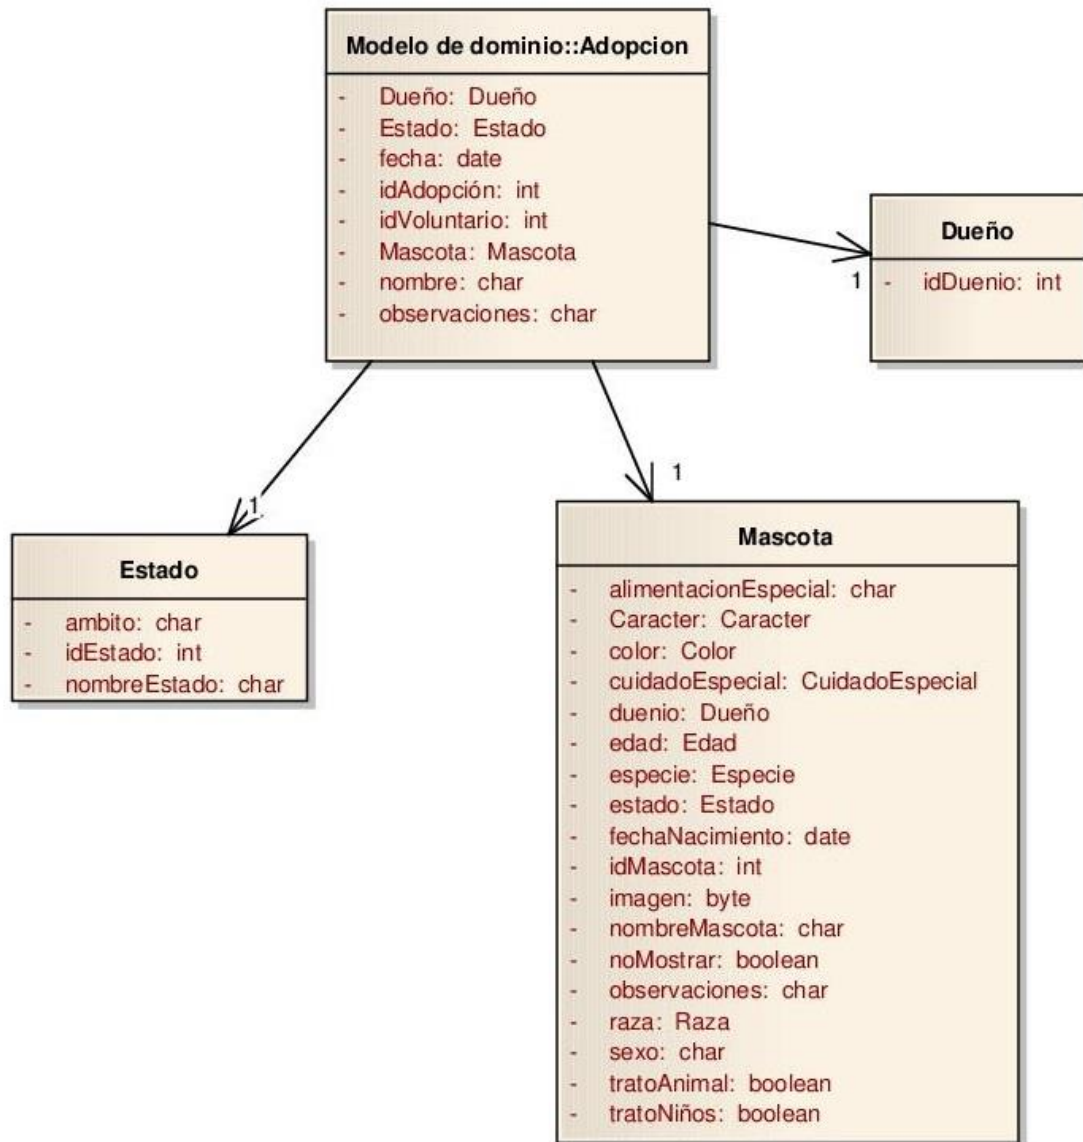 Modelo de dominio::Adopcion
- Dueño: Dueño
- Estado: Estado
- fecha: date
- idAdopción: int
- idVoluntario: int
- Mascota: Mascota
- nombre: char
- observaciones: char
Dueño
- idDuenio: int
1
1
1
Estado
- ambito: char
- idEstado: int
- nombreEstado: char
Mascota
- alimentacionEspecial: char
- Caracter: Caracter
- color: Color
- cuidadoEspecial: CuidadoEspecial
- duenio: Dueño
- edad: Edad
- especie: Especie
- estado: Estado
- fechaNacimiento: date
- idMascota: int
- imagen: byte
- nombreMascota: char
- noMostrar: boolean
- observaciones: char
- raza: Raza
- sexo: char
- tratoAnimal: boolean
- tratoNiños: boolean